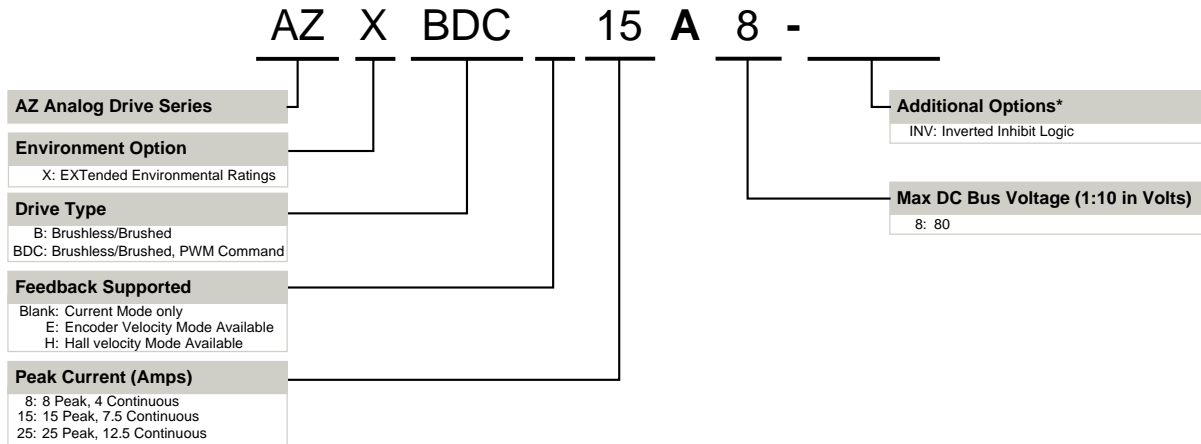 AZ X BDC 15 A 8 -
AZ Analog Drive Series
Environment Option
X: EXTended Environmental Ratings
Drive Type
B: Brushless/Brushed
BDC: Brushless/Brushed, PWM Command
Feedback Supported
Blank: Current Mode only
E: Encoder Velocity Mode Available
H: Hall velocity Mode Available
Peak Current (Amps)
8: 8 Peak, 4 Continuous
15: 15 Peak, 7.5 Continuous
25: 25 Peak, 12.5 Continuous
Additional Options*
INV: Inverted Inhibit Logic
Max DC Bus Voltage (1:10 in Volts)
8: 80